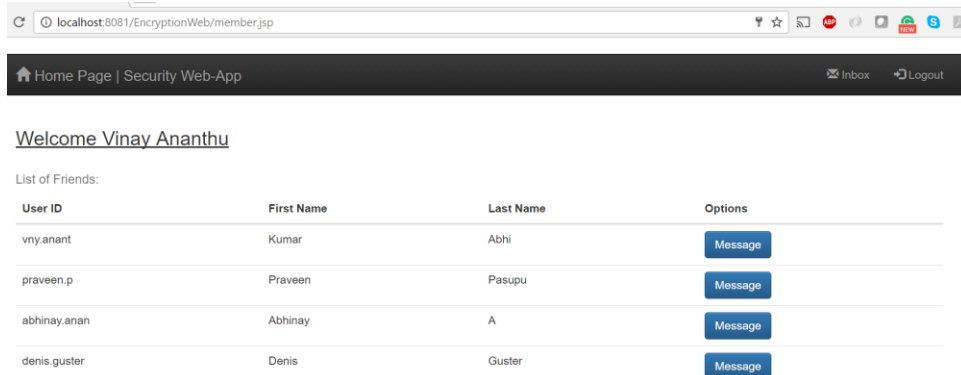 localhost:8081/EncryptionWeb/member.jsp ABP NEW S
Home Page | Security Web-App Inbox Logout
Welcome Vinay Ananthu
List of Friends:
User ID First Name Last Name Options
vny.anant Kumar Abhi Message
praveen.p Praveen Pasupu Message
abhinay.anan Abhinay A Message
denis.guster Denis Guster Message